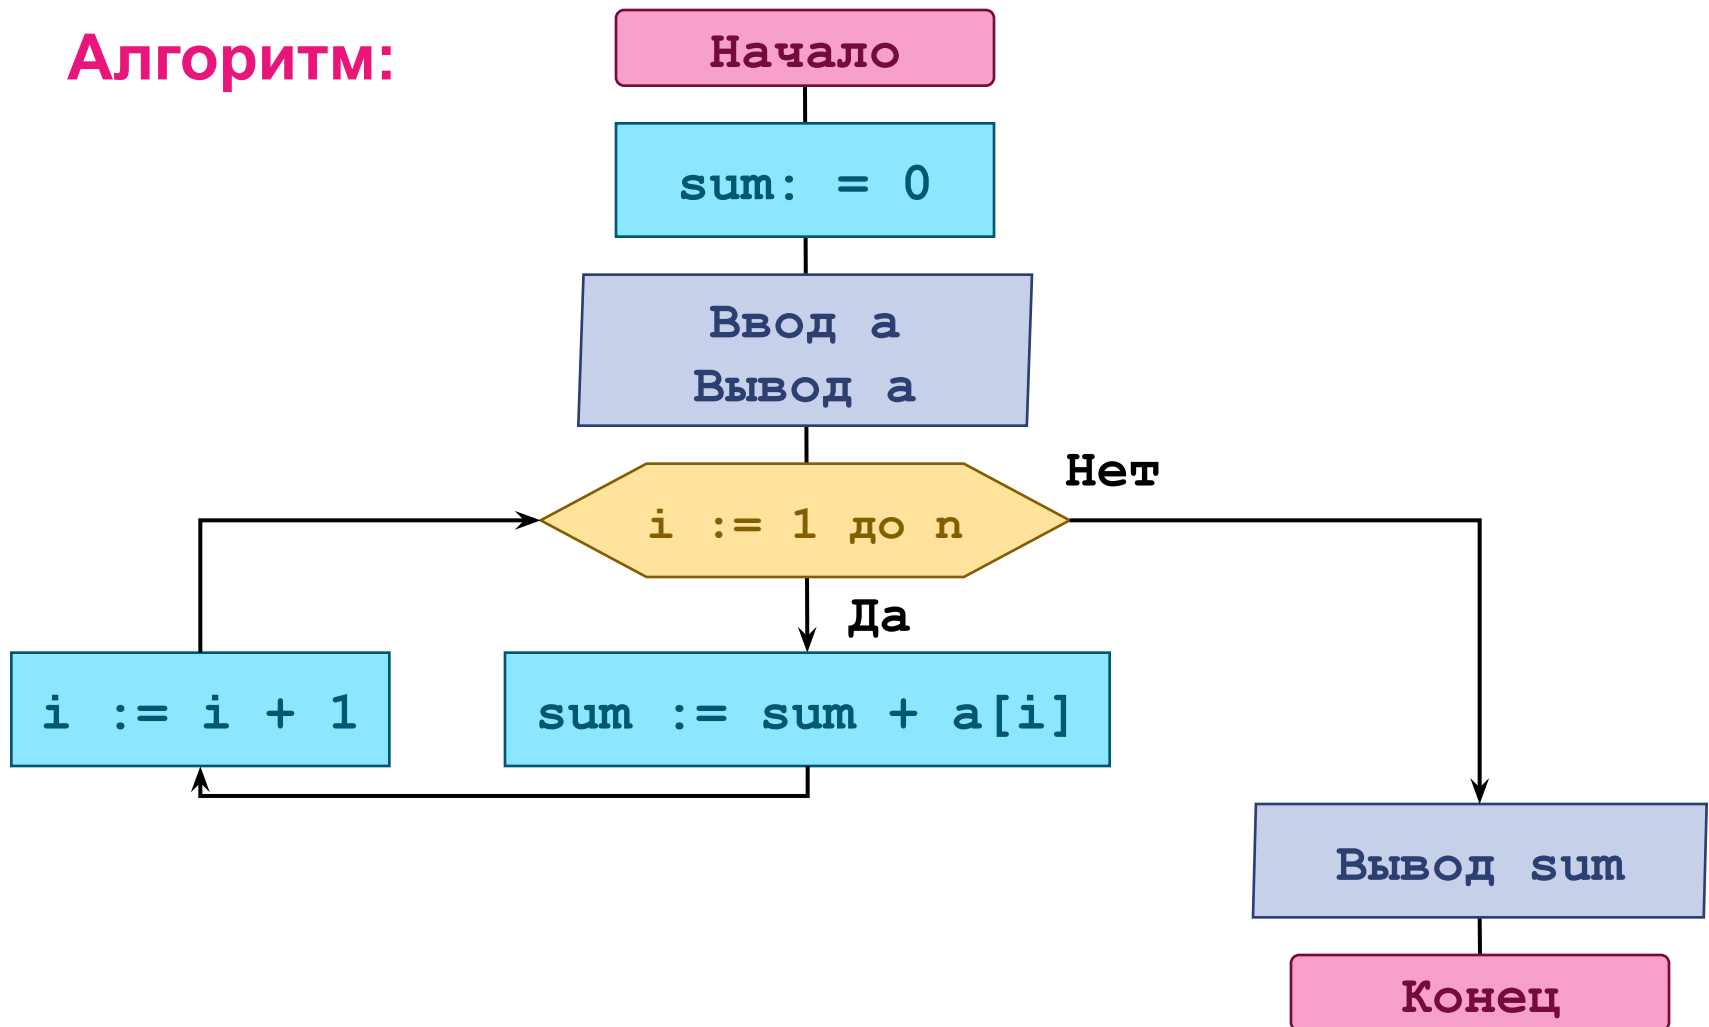 Алгоритм:
Начало
sum: = 0
Ввод a
Вывод a
Нет
i := 1 до n
Да
i := i + 1
sum := sum + a[i]
Вывод sum
Конец